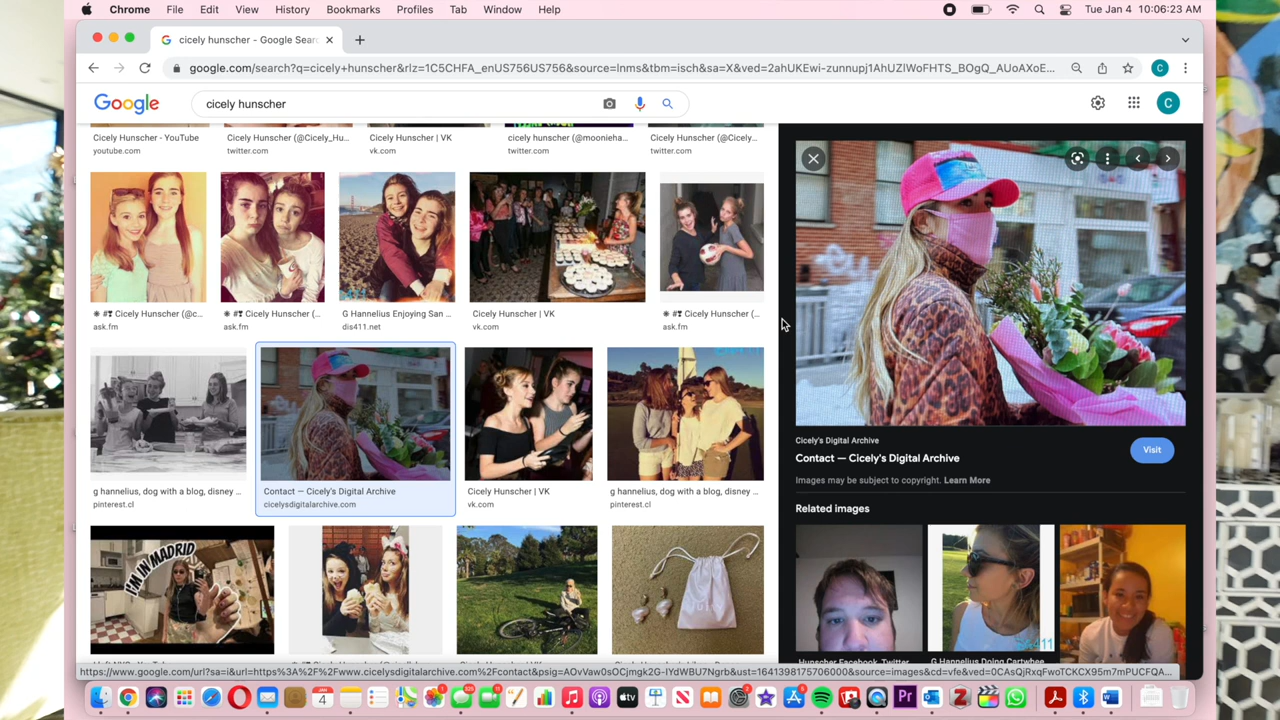 Chrome File Edit View History Bookmarks Profiles Tab Window Help Tue Jan 4 10:06:23 AM
cicely hunscher - Google Sear
google.com/search?q=cicely+hunscher&rlz=1C5CHFA_enUS756US756&source=lnms&tbm=isch&sa=X&ved=2ahUKEwi-zunnupj1AhUZlWoFHTS_BOgQ_AUoAXoE... C
Google cicely hunscher C
Cicely Hunscher - YouTube
youtube.com
Cicely Hunscher (@Cicely_Hu...
twitter.com
Cicely Hunscher | VK
vk.com
cicely hunscher (@moonieha...
twitter.com
Cicely Hunscher (@Cicely...
twitter.com
Cicely Hunscher (@c...
ask.fm
Cicely Hunscher (...
ask.fm
G Hannelius Enjoying San ...
dis411.net
Cicely Hunscher | VK
vk.com
Cicely Hunscher (...
ask.fm
g hannelius, dog with a blog, disney ...
pinterest.cl
Contact — Cicely's Digital Archive
cicelysdigitalarchive.com
Cicely Hunscher | VK
vk.com
g hannelius, dog with a blog, disney ...
pinterest.cl
I'M IN MADRID
Cicely's Digital Archive
Contact — Cicely's Digital Archive
Visit
Images may be subject to copyright. Learn More
Related images
Hunscher Facebook, Twitter
G Hannelius Doing Cartwhee
https://www.google.com/url?sa=i&url=https%3A%2F%2Fwww.cicelysdigitalarchive.com%2Fcontact&psig=AOvVaw0sOCtjmgk2-IDYWBU7Ngrb&ust=1641398175706000&source=images&cd=vfe&ved=0CAsQjRxqFwoTCKCX95m7mPUCFQA...